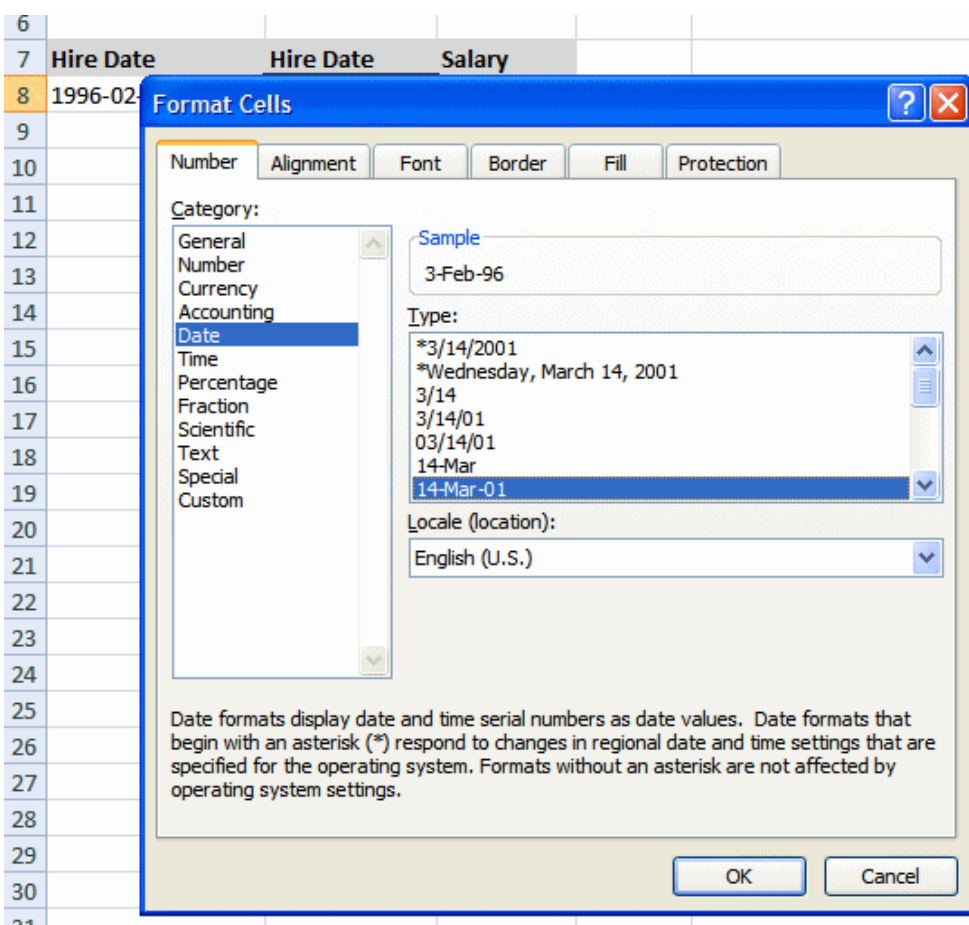 6
7 Hire Date Hire Date Salary
8 1996-02-
Format Cells
9
10
11
12
13
14
15
16
17
18
19
20
21
22
23
24
25
26
27
28
29
30
Number Alignment Font Border Fill Protection
Category:
General
Number
Currency
Accounting
Date
Time
Percentage
Fraction
Scientific
Text
Special
Custom
Sample
3-Feb-96
Type:
*3/14/2001
*Wednesday, March 14, 2001
3/14
3/14/01
03/14/01
14-Mar
14-Mar-01
Locale (location):
English (U.S.)
Date formats display date and time serial numbers as date values. Date formats that
begin with an asterisk (*) respond to changes in regional date and time settings that are
specified for the operating system. Formats without an asterisk are not affected by
operating system settings.
OK Cancel